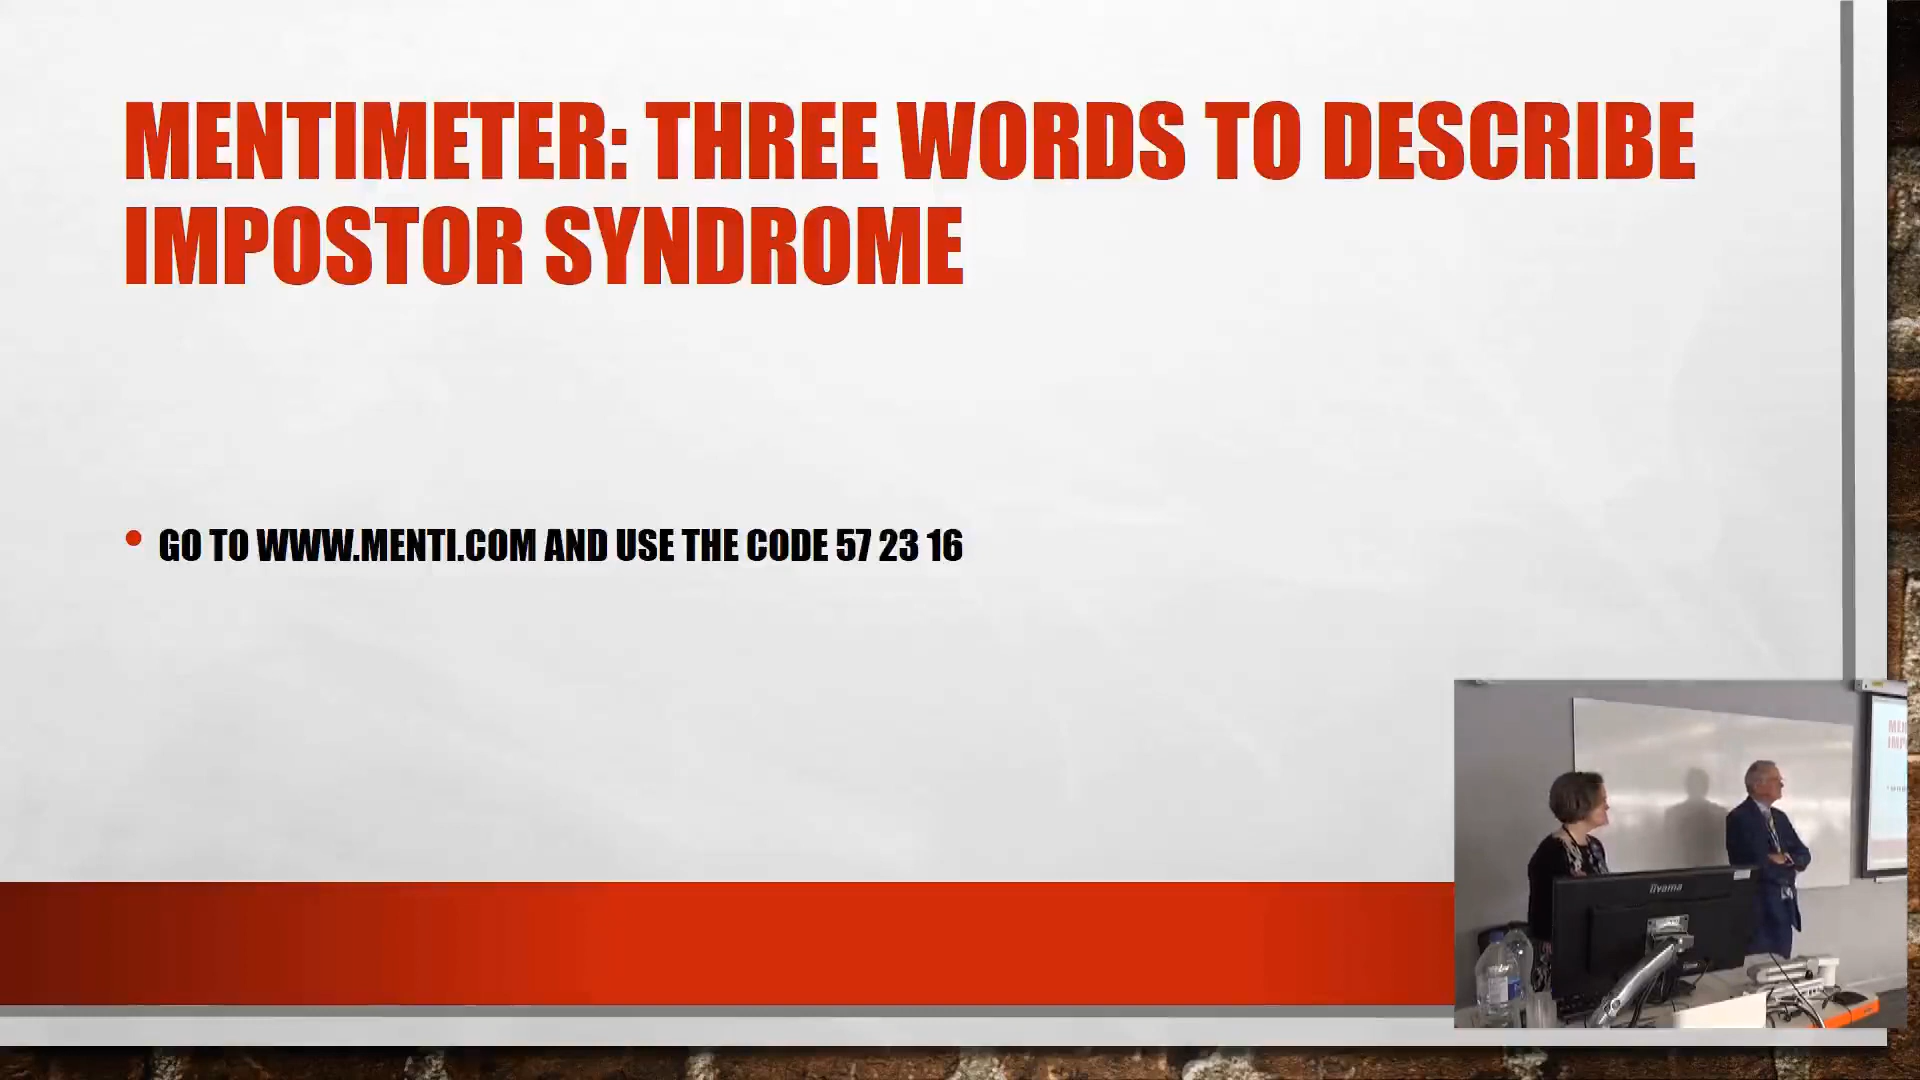 MENTIMETER: THREE WORDS TO DESCRIBE
IMPOSTOR SYNDROME
• GO TO WWW.MENTI.COM AND USE THE CODE 57 23 16
iiyama